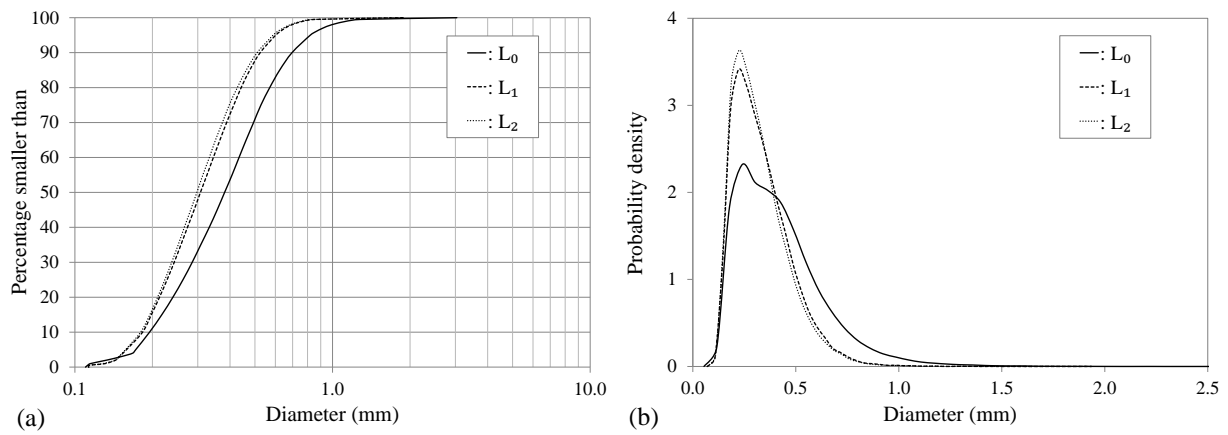 100
90
80
70
60
50
40
30
20
10
0
Percentage smaller than
: L₀
: L₁
: L₂
0.1
1.0
10.0
Diameter (mm)
(a)
4
3
2
1
0
Probability density
: L₀
: L₁
: L₂
0.0
0.5
1.0
1.5
2.0
2.5
Diameter (mm)
(b)